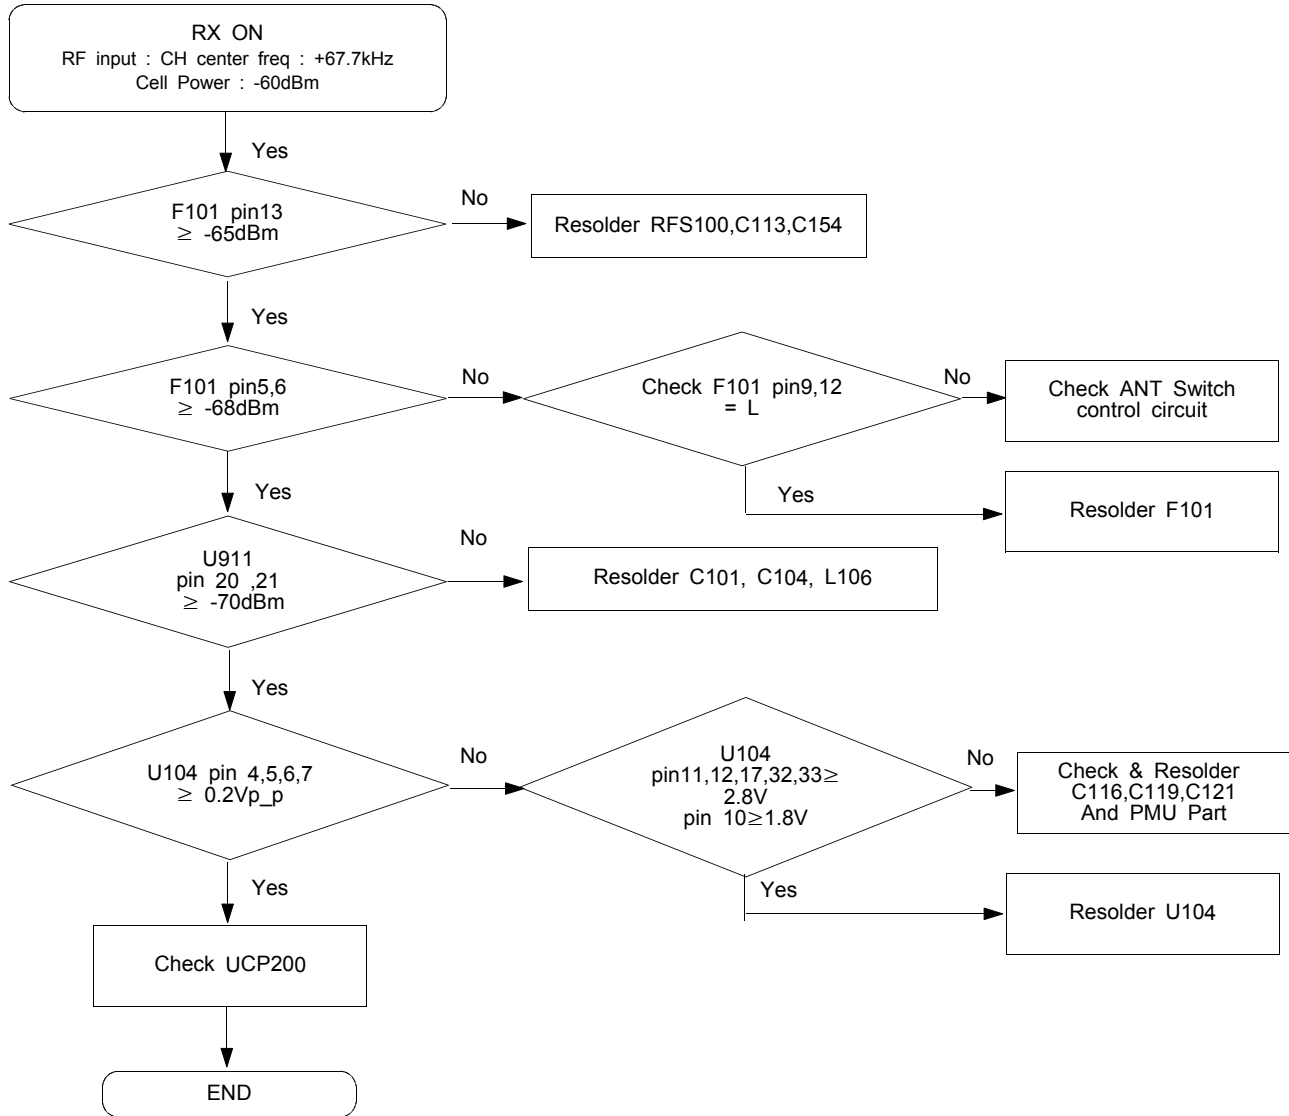 RX ON
RF input : CH center freq : +67.7kHz
Cell Power : -60dBm
Yes
F101 pin13
≥ -65dBm
No
Resolder RFS100,C113,C154
Yes
F101 pin5,6
≥ -68dBm
No
Check F101 pin9,12
= L
No
Check ANT Switch
control circuit
Yes
Resolder F101
Yes
U911
pin 20 ,21
≥ -70dBm
No
Resolder C101, C104, L106
Yes
U104 pin 4,5,6,7
≥ 0.2Vp_p
No
U104
pin11,12,17,32,33≥
2.8V
pin 10≥1.8V
No
Check & Resolder
C116,C119,C121
And PMU Part
Yes
Resolder U104
Yes
Check UCP200
END